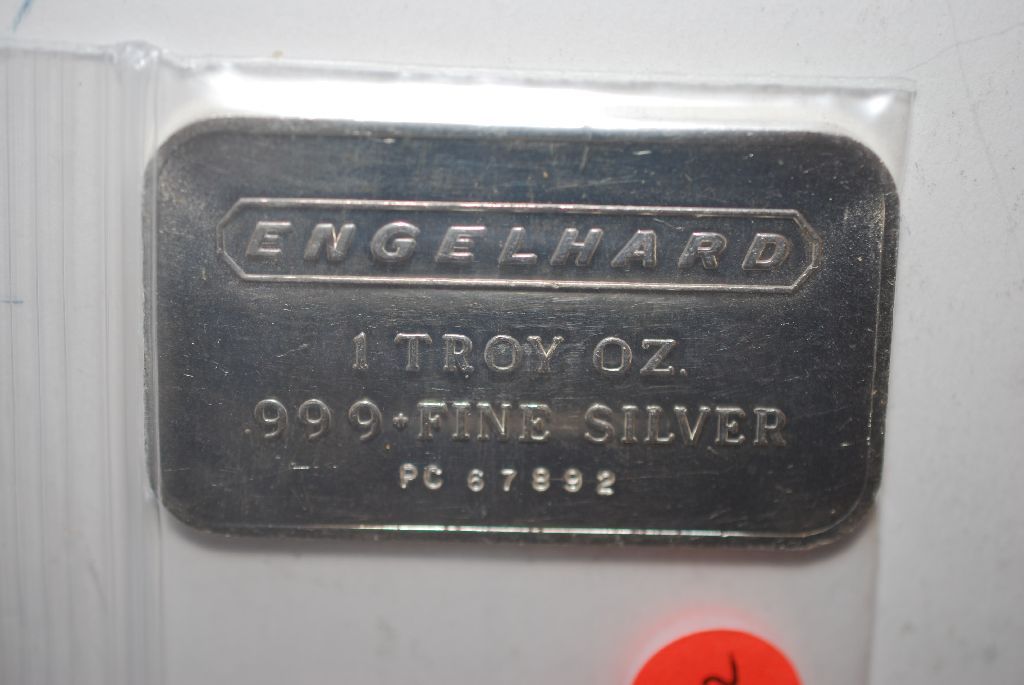 ENGELHARD
1 TROY OZ.
.999+FINE SILVER
PC 67892